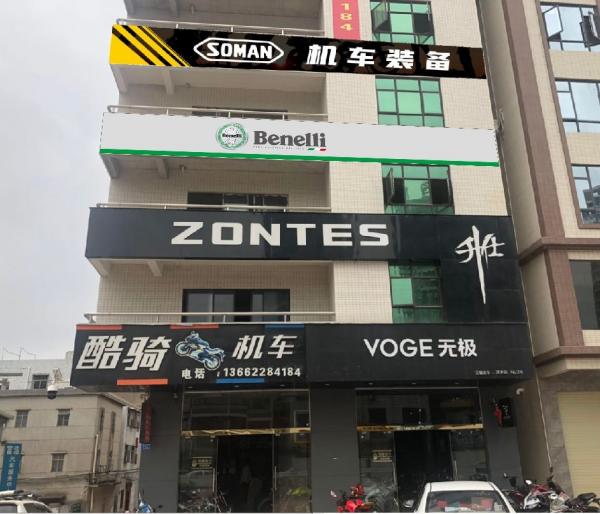 184
SOMAN 机车装备
Benelli
Benelli
ZONTES 升仕
酷骑 机车
电话:13662284184
VOGE 无极